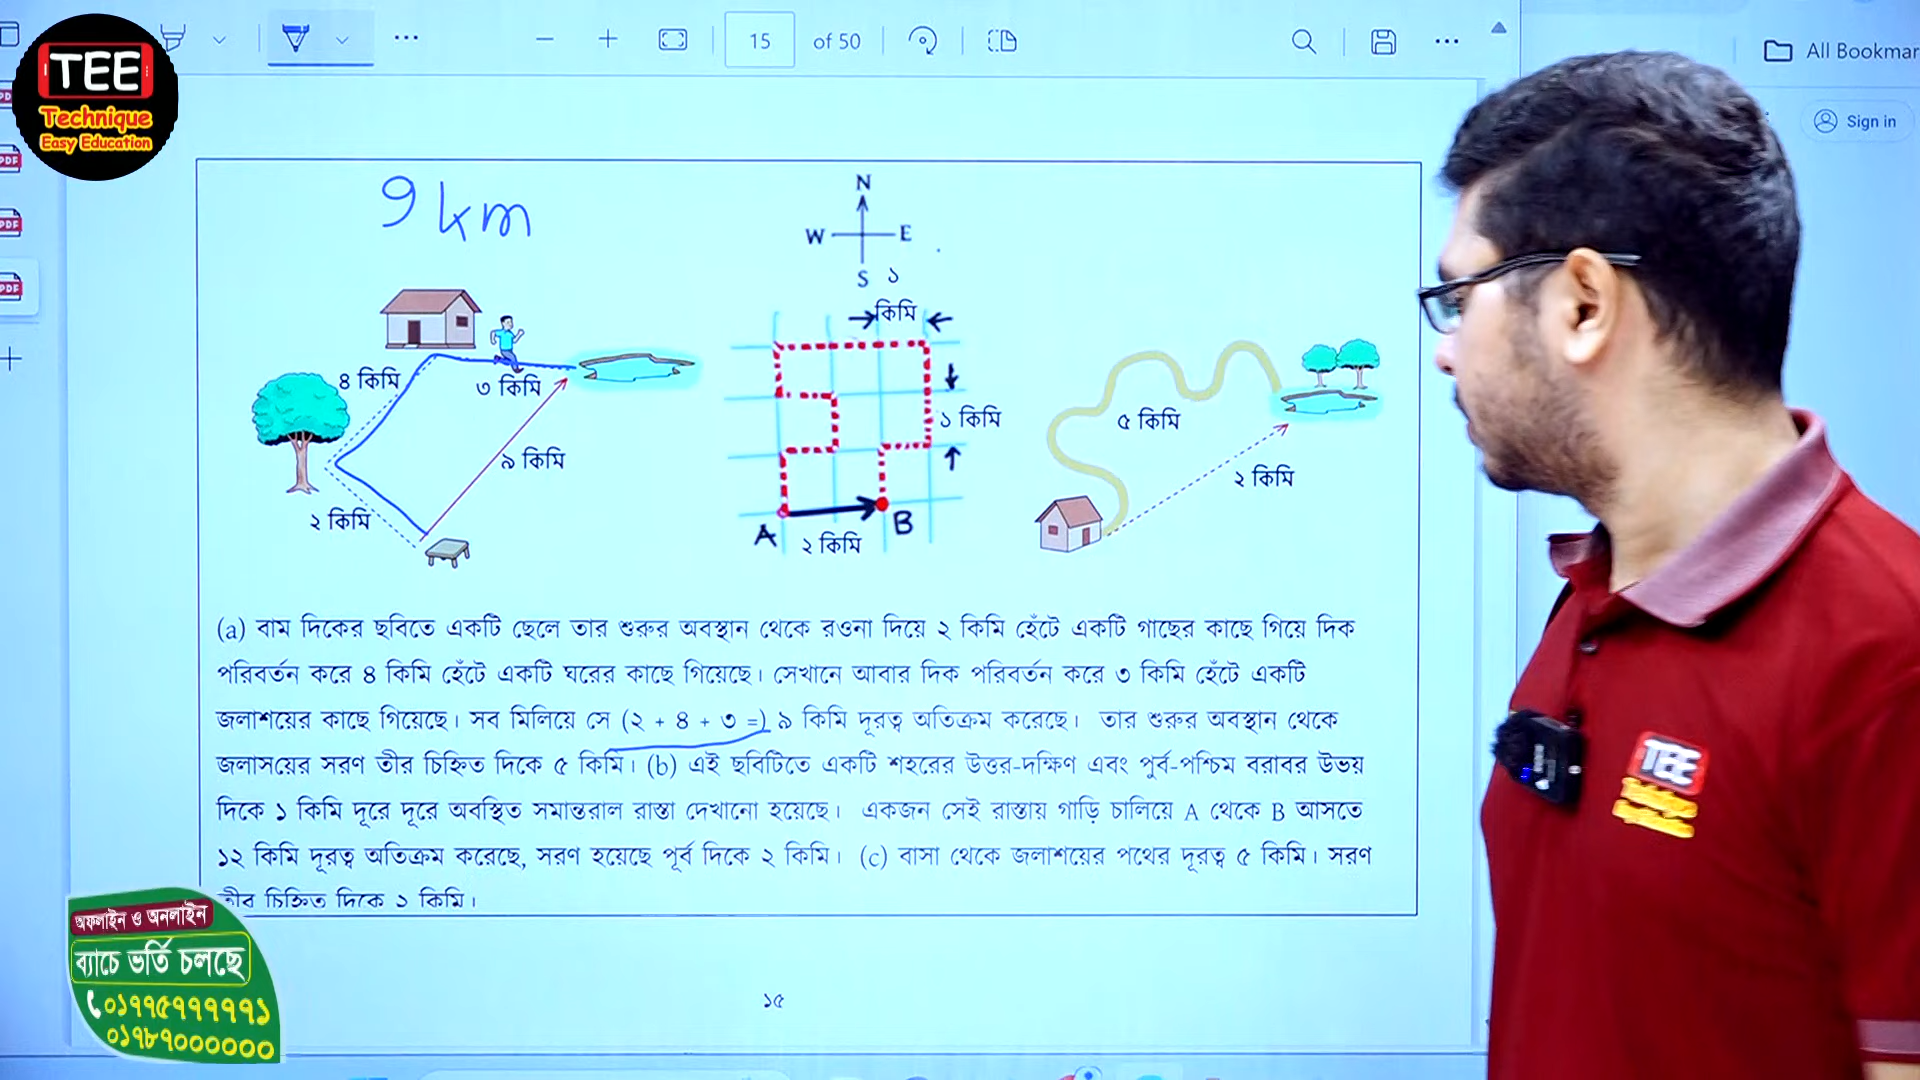 15 of 50
All Bookmar
Sign in
TEE
Technique
Easy Education
9 km
N
W E
S ১
কিমি
৪ কিমি
৩ কিমি
৯ কিমি
২ কিমি
১ কিমি
A
B
২ কিমি
৫ কিমি
২ কিমি
(a) বাম দিকের ছবিতে একটি ছেলে তার শুরুর অবস্থান থেকে রওনা দিয়ে ২ কিমি হেঁটে একটি গাছের কাছে গিয়ে দিক
পরিবর্তন করে ৪ কিমি হেঁটে একটি ঘরের কাছে গিয়েছে। সেখানে আবার দিক পরিবর্তন করে ৩ কিমি হেঁটে একটি
জলাশয়ের কাছে গিয়েছে। সব মিলিয়ে সে (২ + ৪ + ৩ =) ৯ কিমি দূরত্ব অতিক্রম করেছে। তার শুরুর অবস্থান থেকে
জলাসয়ের সরণ তীর চিহ্নিত দিকে ৫ কিমি। (b) এই ছবিটিতে একটি শহরের উত্তর-দক্ষিণ এবং পুর্ব-পশ্চিম বরাবর উভয়
দিকে ১ কিমি দূরে দূরে অবস্থিত সমান্তরাল রাস্তা দেখানো হয়েছে। একজন সেই রাস্তায় গাড়ি চালিয়ে A থেকে B আসতে
১২ কিমি দূরত্ব অতিক্রম করেছে, সরণ হয়েছে পূর্ব দিকে ২ কিমি। (c) বাসা থেকে জলাশয়ের পথের দূরত্ব ৫ কিমি। সরণ
তীর চিহ্নিত দিকে ২ কিমি।
১৫
অফলাইন ও অনলাইন
ব্যাচে ভর্তি চলছে
০১৭৭৫৭৭৭৭৭১
০১৭৮৭০০০০০০
TEE